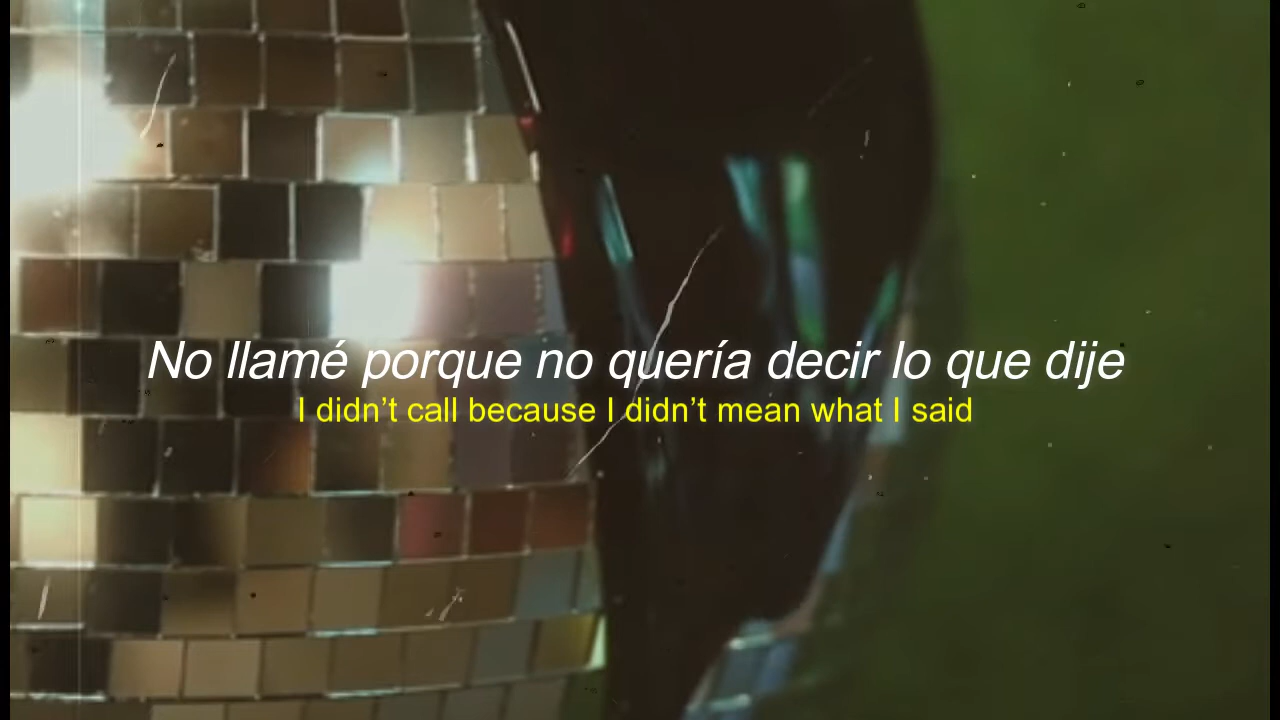 No llamé porque no quería decir lo que dije
I didn’t call because I didn’t mean what I said